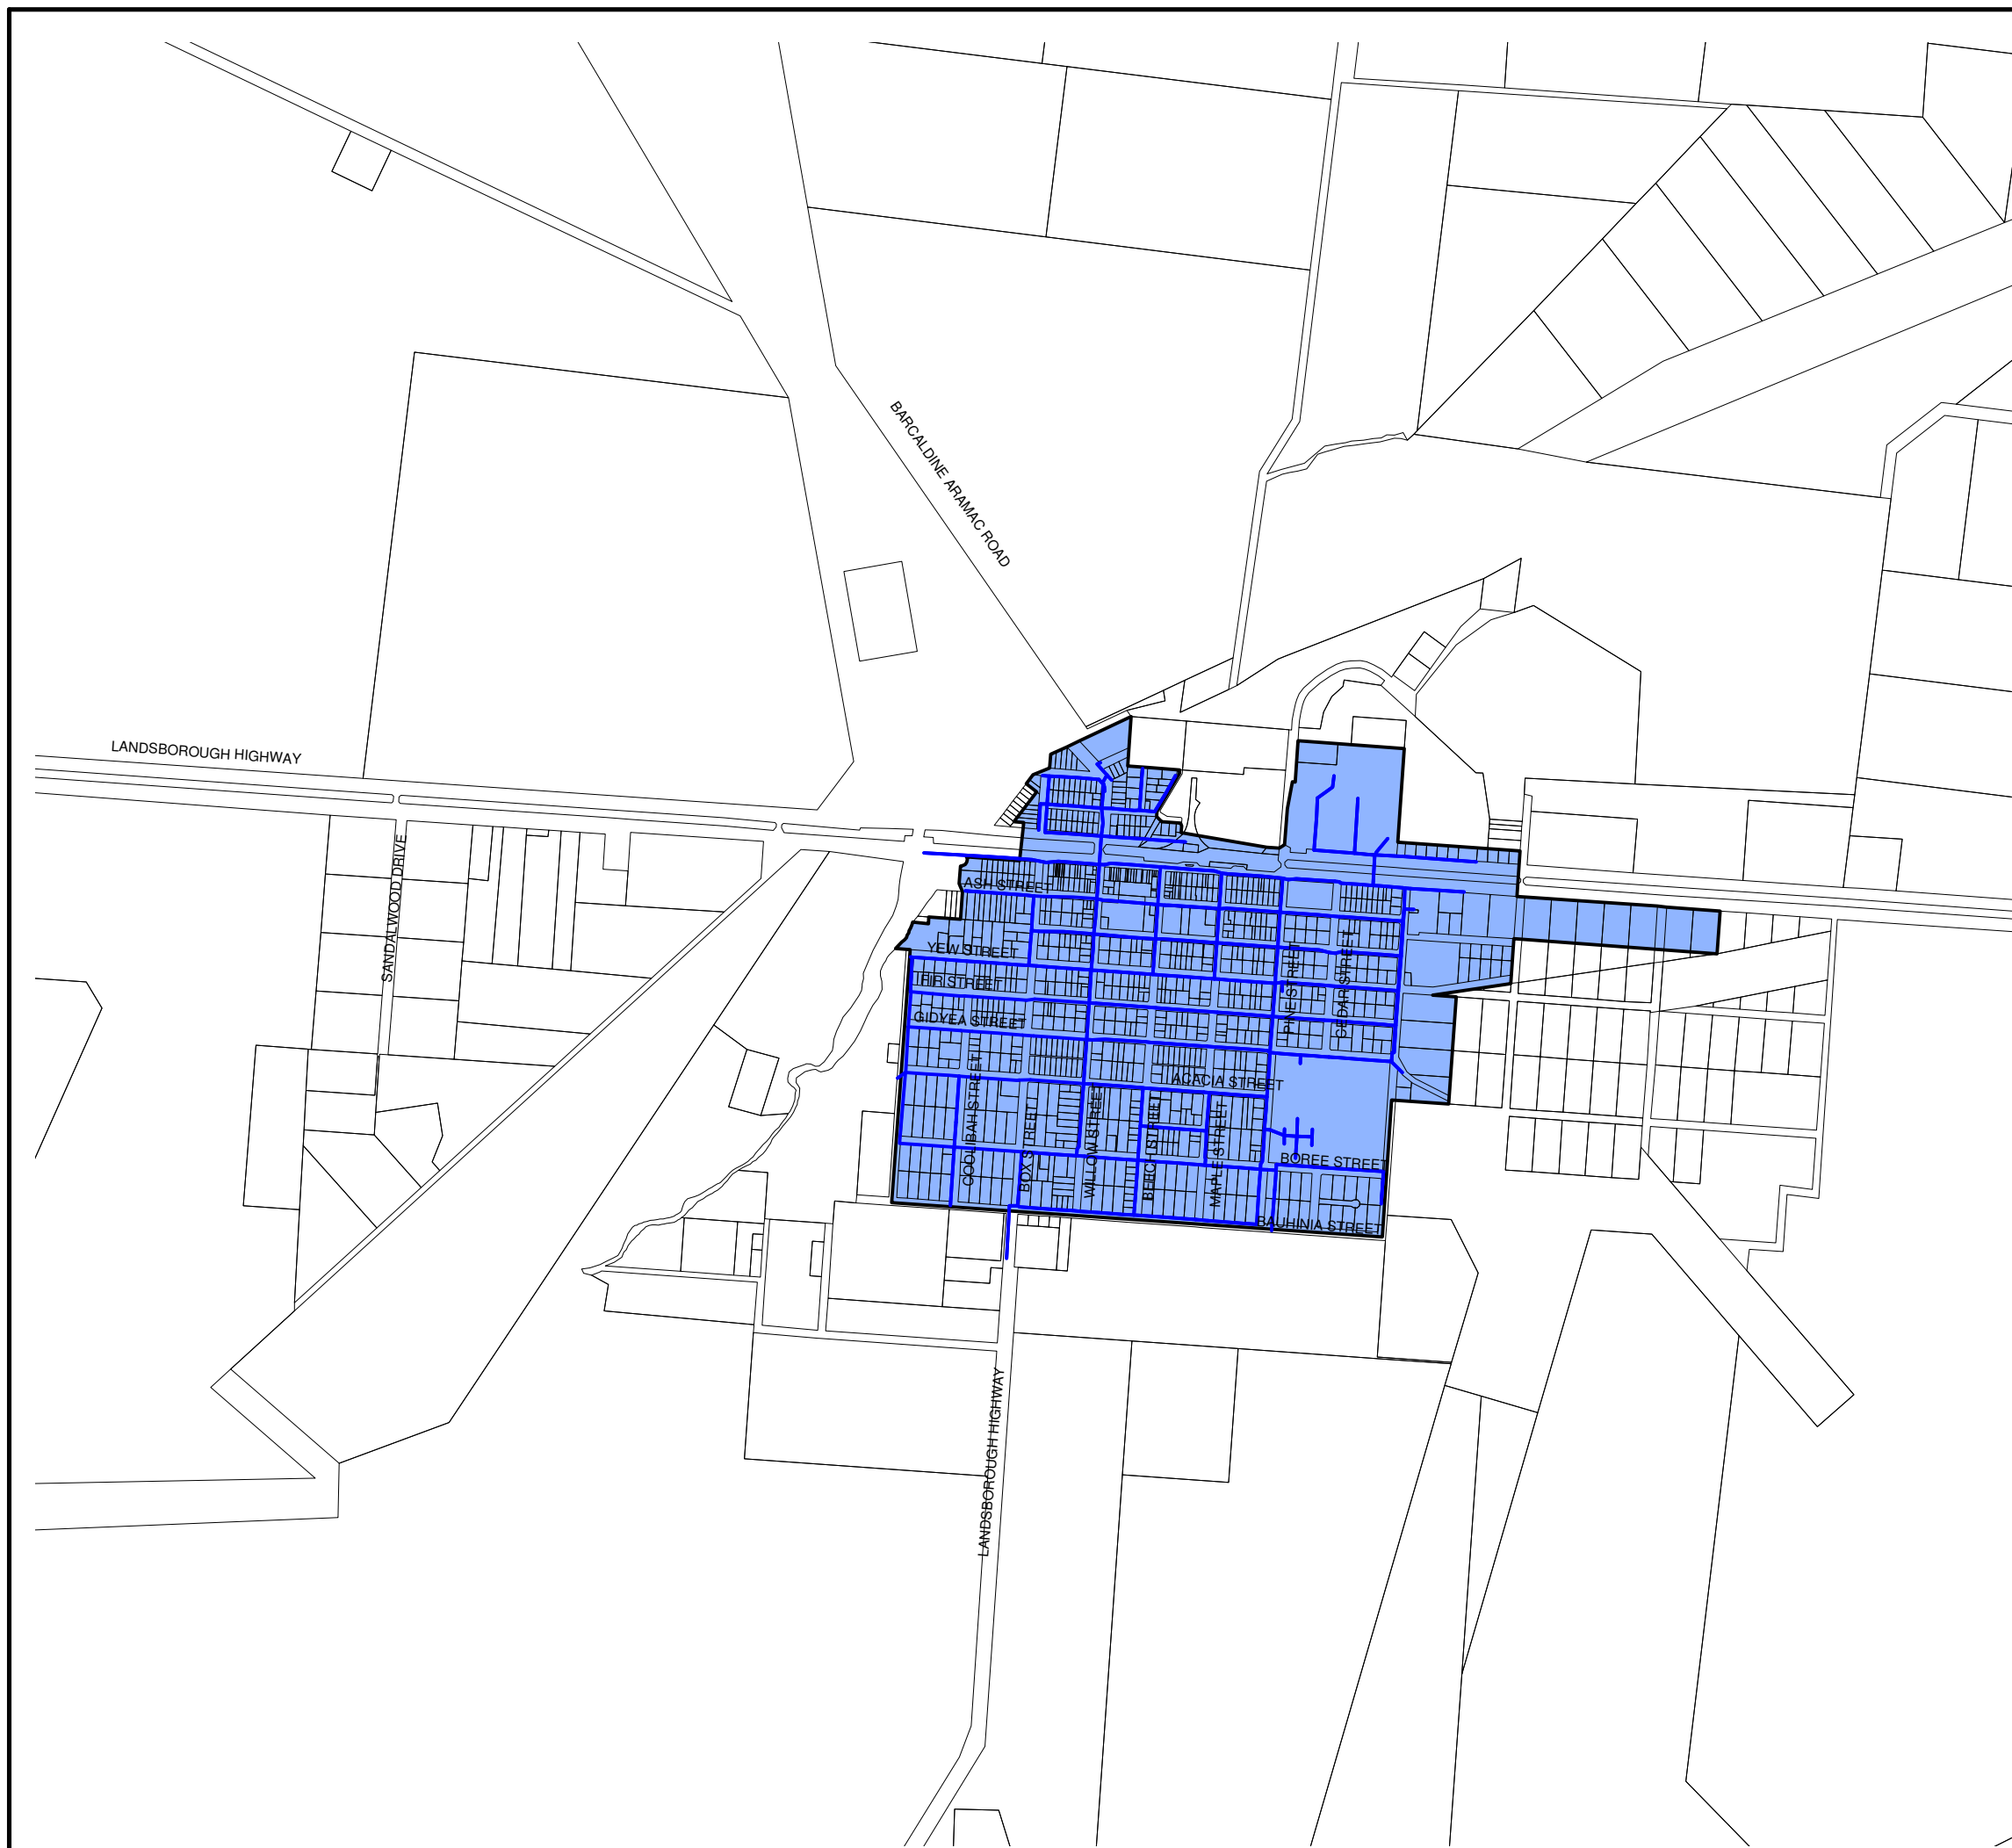 BARCALDINE ARAMAC ROAD
LANDSBOROUGH HIGHWAY
SANDALWOOD DRIVE
ASH STREET
YEW STREET
FIR STREET
GIDYEA STREET
PINE STREET
CEDAR STREET
ACACIA STREET
COOLIBAH STREET
BOX STREET
WILLOW STREET
BEECH STREET
MAPLE STREET
BOREE STREET
BAUHINIA STREET
LANDSBOROUGH HIGHWAY